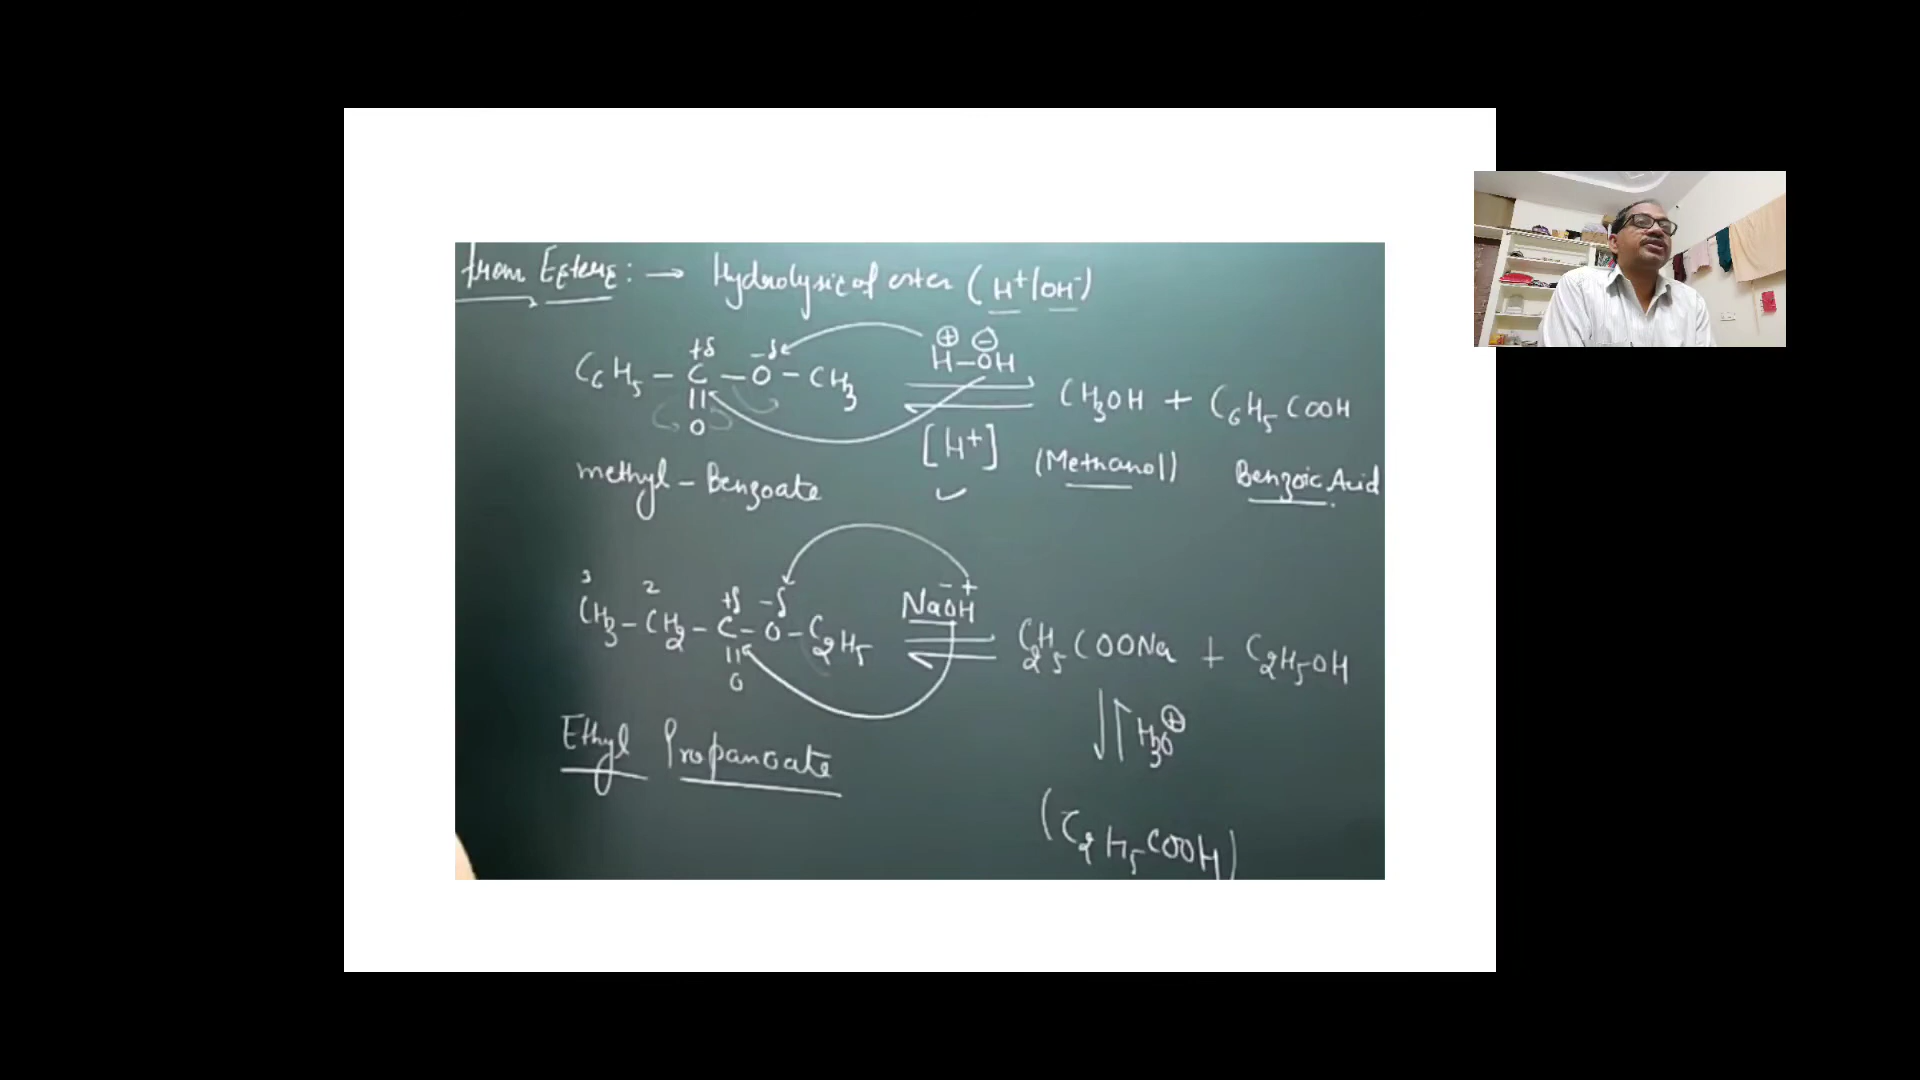 from Esters : → Hydrolysis of ester (H⁺/OH⁻)
+δ -δ ⊕ ⊖
C₆H₅ – C – O – CH₃ H–OH ⇌ CH₃OH + C₆H₅COOH
||
O [H⁺] (Methanol) Benzoic Acid
methyl – Benzoate ✓
3 2 +δ -δ - +
CH₃ – CH₂ – C – O – C₂H₅ NaOH ⇌ C₂H₅COONa + C₂H₅OH
||
O
Ethyl Propanoate H₃O⊕
(C₂H₅COOH)